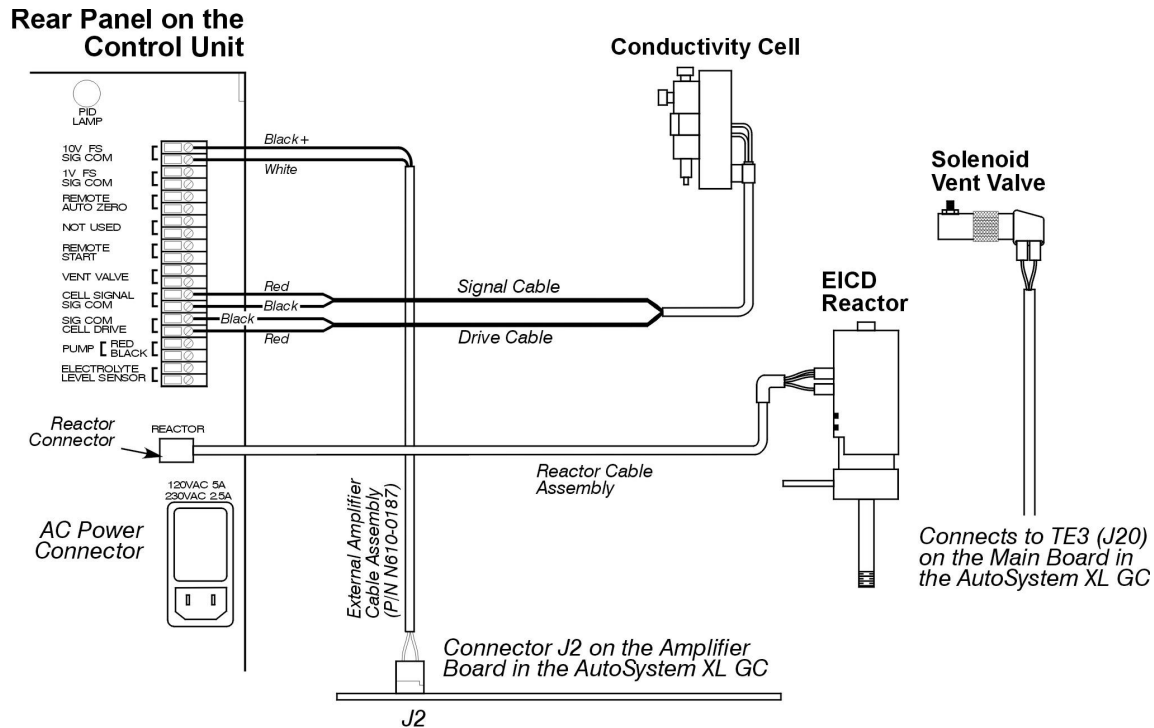 Rear Panel on the
Control Unit
PID
LAMP
10V FS
SIG COM
1V FS
SIG COM
REMOTE
AUTO ZERO
NOT USED
REMOTE
START
VENT VALVE
CELL SIGNAL
SIG COM
SIG COM
CELL DRIVE
PUMP
RED
BLACK
ELECTROLYTE
LEVEL SENSOR
Black +
White
Red
Black
Black
Red
Signal Cable
Drive Cable
Conductivity Cell
Solenoid
Vent Valve
EICD
Reactor
Reactor
Connector
REACTOR
Reactor Cable
Assembly
120VAC 5A
230VAC 2.5A
AC Power
Connector
External Amplifier
Cable Assembly
(P/N N610-0187)
Connects to TE3 (J20)
on the Main Board in
the AutoSystem XL GC
Connector J2 on the Amplifier
Board in the AutoSystem XL GC
J2